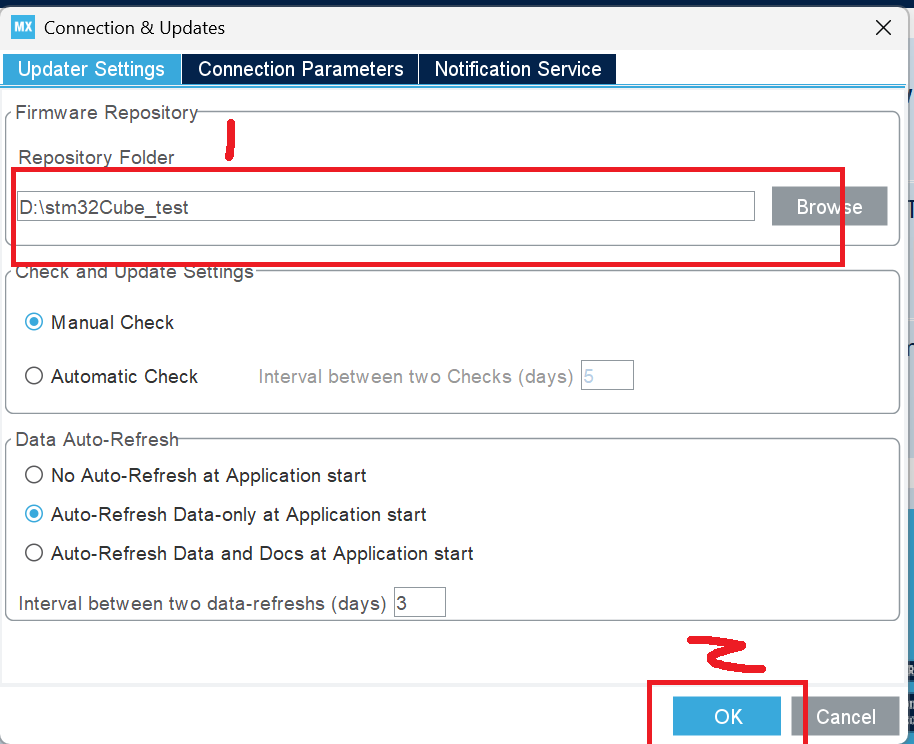 MX Connection & Updates
Updater Settings Connection Parameters Notification Service
Firmware Repository
1
Repository Folder
D:\stm32Cube_test Browse
Check and Update Settings
Manual Check
Automatic Check Interval between two Checks (days) 5
Data Auto-Refresh
No Auto-Refresh at Application start
Auto-Refresh Data-only at Application start
Auto-Refresh Data and Docs at Application start
Interval between two data-refreshs (days) 3
2
OK Cancel